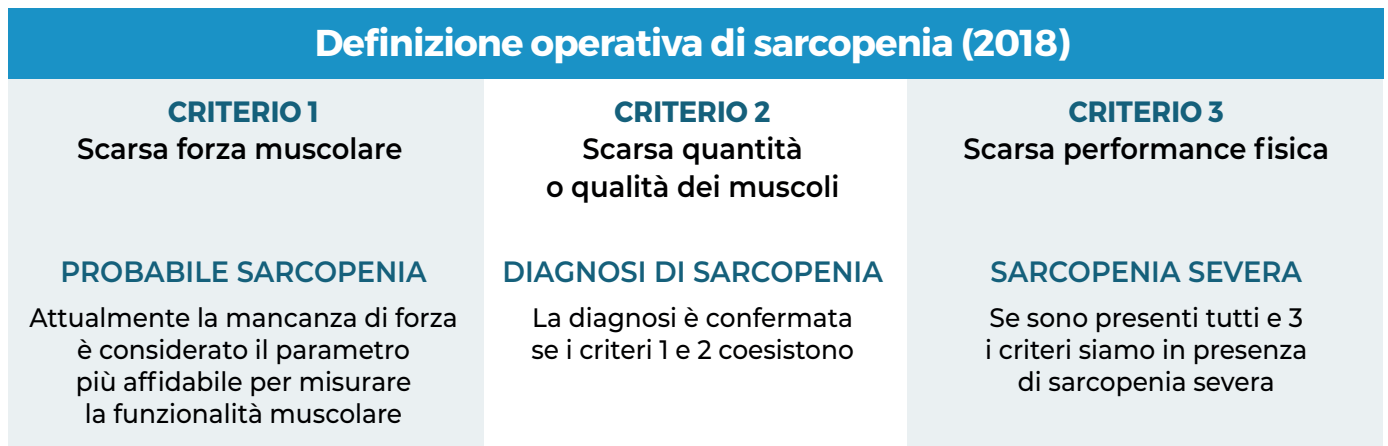 Definizione operativa di sarcopenia (2018)
CRITERIO 1
Scarsa forza muscolare
PROBABILE SARCOPENIA
Attualmente la mancanza di forza
è considerato il parametro
più affidabile per misurare
la funzionalità muscolare
CRITERIO 2
Scarsa quantità
o qualità dei muscoli
DIAGNOSI DI SARCOPENIA
La diagnosi è confermata
se i criteri 1 e 2 coesistono
CRITERIO 3
Scarsa performance fisica
SARCOPENIA SEVERA
Se sono presenti tutti e 3
i criteri siamo in presenza
di sarcopenia severa